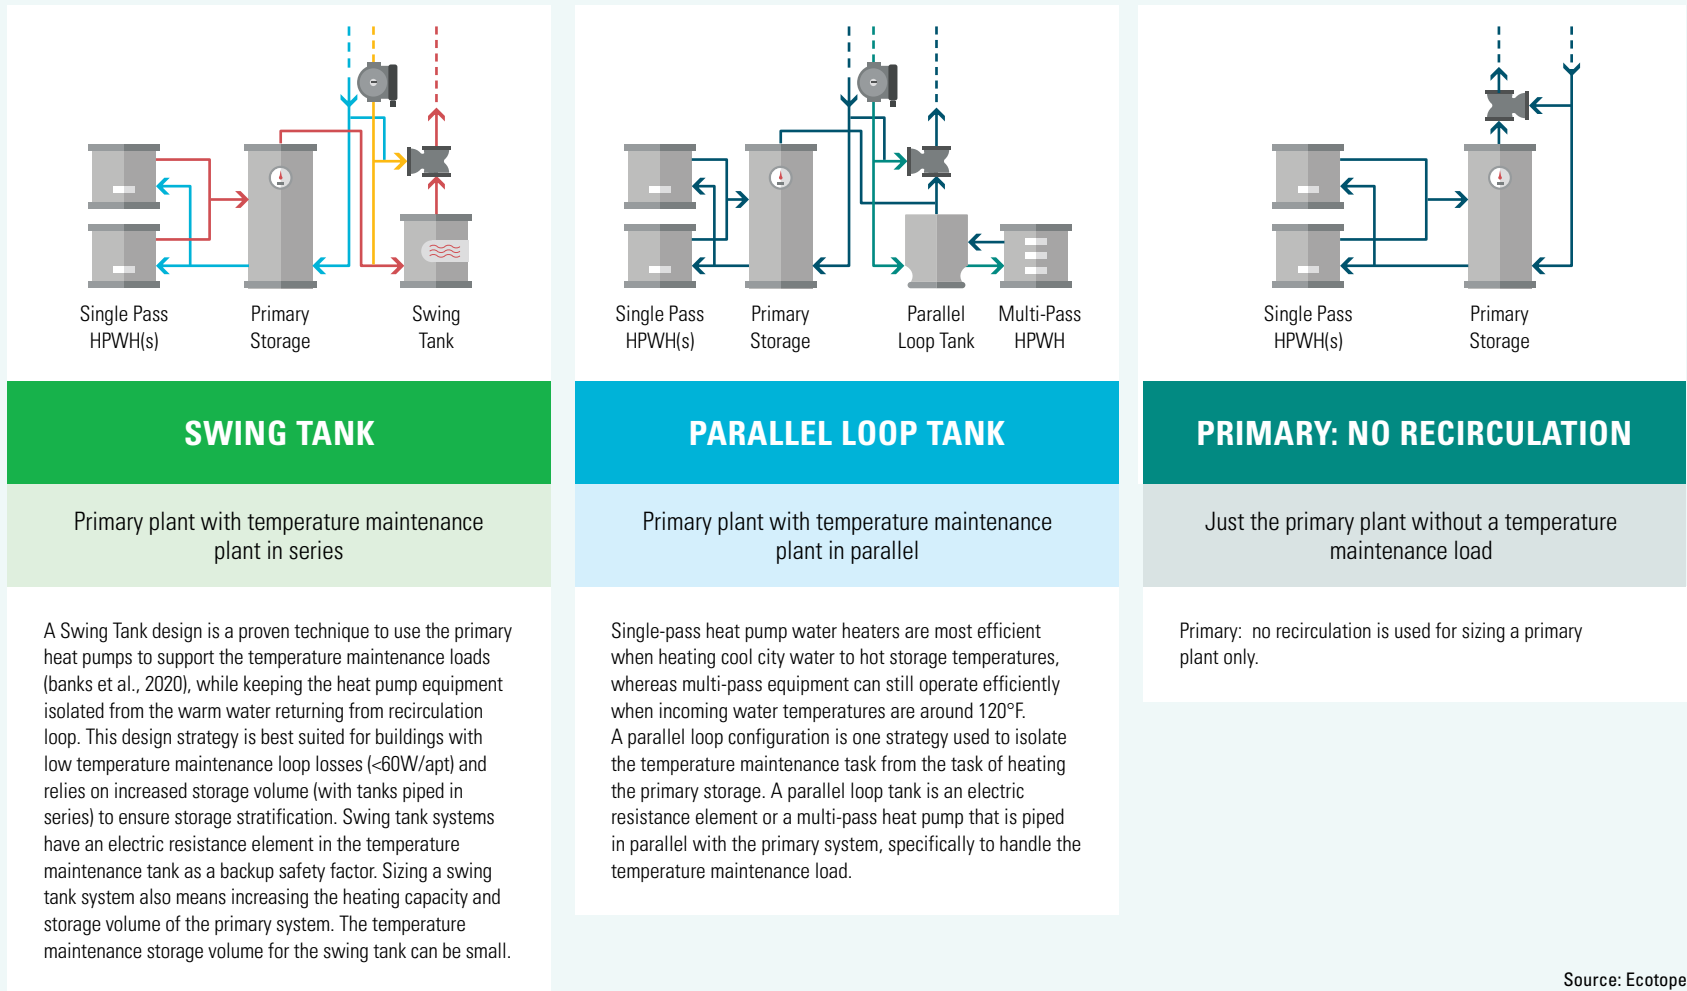 Single Pass
HPWH(s)
Primary
Storage
Swing
Tank
SWING TANK
Primary plant with temperature maintenance
plant in series
A Swing Tank design is a proven technique to use the primary
heat pumps to support the temperature maintenance loads
(banks et al., 2020), while keeping the heat pump equipment
isolated from the warm water returning from recirculation
loop. This design strategy is best suited for buildings with
low temperature maintenance loop losses (<60W/apt) and
relies on increased storage volume (with tanks piped in
series) to ensure storage stratification. Swing tank systems
have an electric resistance element in the temperature
maintenance tank as a backup safety factor. Sizing a swing
tank system also means increasing the heating capacity and
storage volume of the primary system. The temperature
maintenance storage volume for the swing tank can be small.
Single Pass
HPWH(s)
Primary
Storage
Parallel
Loop Tank
Multi-Pass
HPWH
PARALLEL LOOP TANK
Primary plant with temperature maintenance
plant in parallel
Single-pass heat pump water heaters are most efficient
when heating cool city water to hot storage temperatures,
whereas multi-pass equipment can still operate efficiently
when incoming water temperatures are around 120°F.
A parallel loop configuration is one strategy used to isolate
the temperature maintenance task from the task of heating
the primary storage. A parallel loop tank is an electric
resistance element or a multi-pass heat pump that is piped
in parallel with the primary system, specifically to handle the
temperature maintenance load.
Single Pass
HPWH(s)
Primary
Storage
PRIMARY: NO RECIRCULATION
Just the primary plant without a temperature
maintenance load
Primary:  no recirculation is used for sizing a primary
plant only.
Source: Ecotope